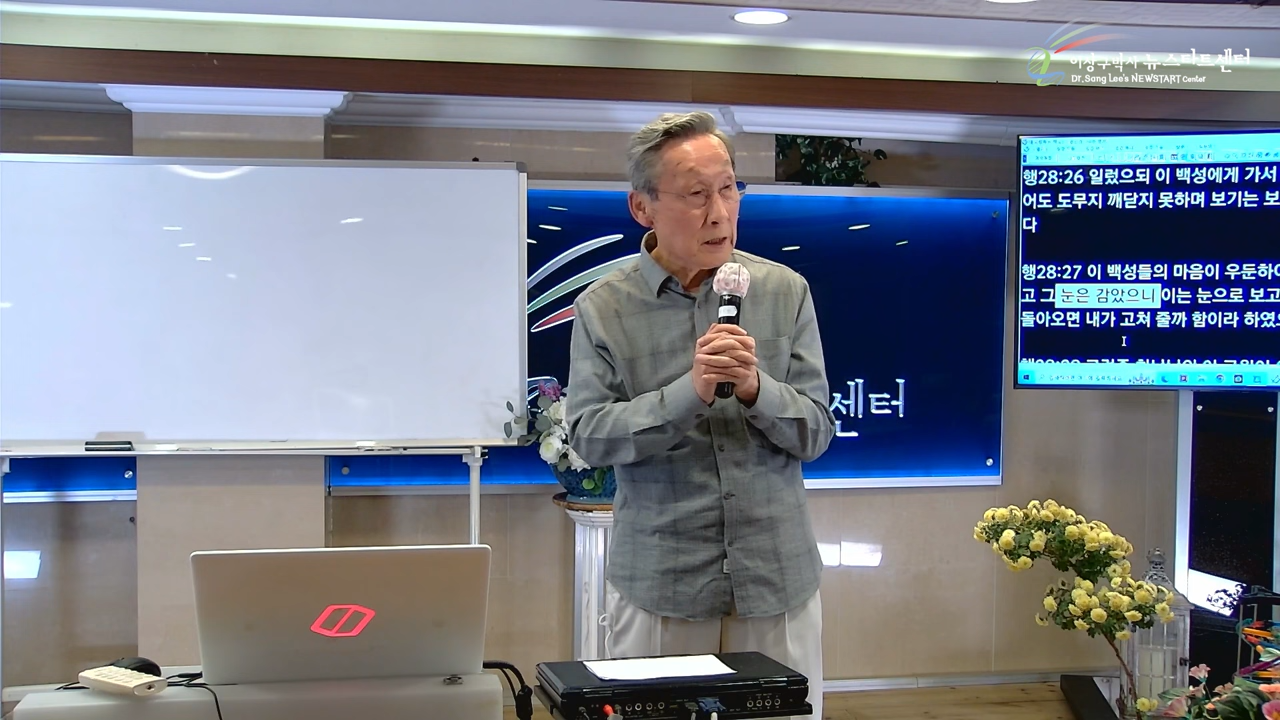 이상구박사 뉴스타트센터
Dr. Sang Lee's NEWSTART Center
행28:26 일렀으되 이 백성에게 가서
어도 도무지 깨닫지 못하며 보기는 보
다
행28:27 이 백성들의 마음이 우둔하여
고 그 눈은 감았으니 이는 눈으로 보고
돌아오면 내가 고쳐 줄까 함이라 하였으
센터